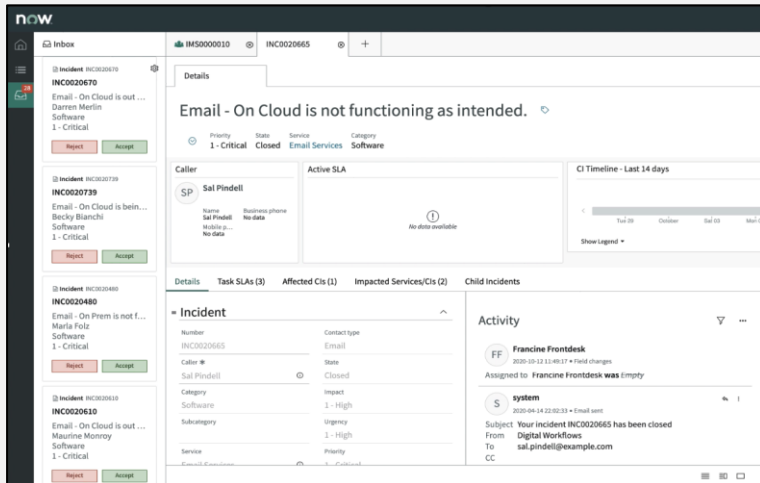 now
Inbox
IMS0000010
INC0020665
28
Incident INC0020670
INC0020670
Email - On Cloud is out ...
Darren Merlin
Software
1 - Critical
Reject
Accept
Incident INC0020739
INC0020739
Email - On Cloud is bein...
Becky Bianchi
Software
1 - Critical
Reject
Accept
Incident INC0020480
INC0020480
Email - On Prem is not f...
Marla Folz
Software
1 - Critical
Reject
Accept
Incident INC0020610
INC0020610
Email - On Cloud is out ...
Maurine Monroy
Software
1 - Critical
Reject
Accept
Details
Email - On Cloud is not functioning as intended.
Priority State Service Category
1 - Critical Closed Email Services Software
Caller
SP
Sal Pindell
Name Business phone
Sal Pindell No data
Mobile p...
No data
Active SLA
No data available
CI Timeline - Last 14 days
Tue 29 October Sat 03
Show Legend
Details Task SLAs (3) Affected CIs (1) Impacted Services/CIs (2) Child Incidents
Incident
Number Contact type
INC0020665 Email
Caller State
Sal Pindell Closed
Category Impact
Software 1 - High
Subcategory Urgency
1 - High
Service Priority
Email Services 1 - Critical
Activity
FF
Francine Frontdesk
2020-10-12 11:49:17 • Field changes
Assigned to Francine Frontdesk was Empty
S
system
2020-04-14 22:02:33 • Email sent
Subject Your incident INC0020665 has been closed
From Digital Workflows
To sal.pindell@example.com
CC